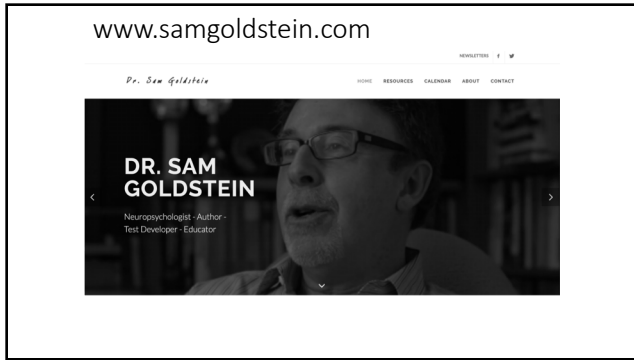 www.samgoldstein.com
NEWSLETTERS
Dr. Sam Goldstein
HOME RESOURCES CALENDAR ABOUT CONTACT
DR. SAM
GOLDSTEIN
Neuropsychologist - Author -
Test Developer - Educator